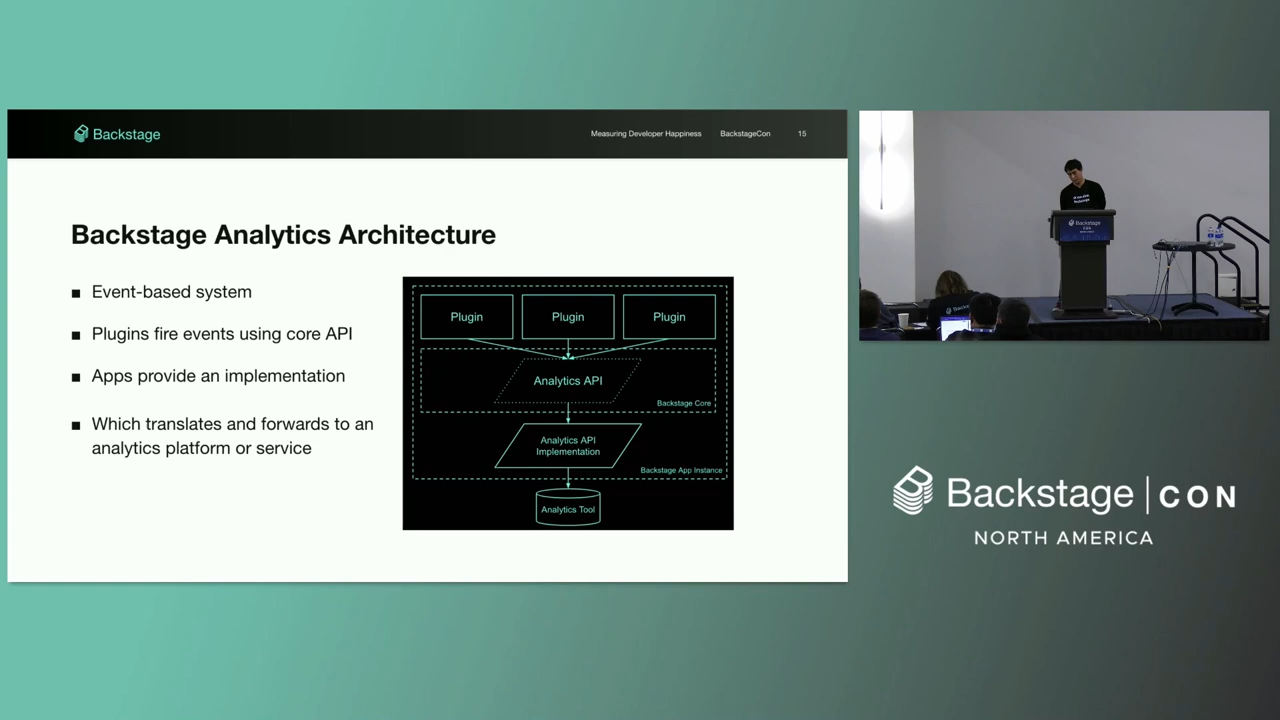 Backstage
Measuring Developer Happiness
BackstageCon
15
Backstage Analytics Architecture
■ Event-based system
■ Plugins fire events using core API
■ Apps provide an implementation
■ Which translates and forwards to an
analytics platform or service
Plugin
Plugin
Plugin
Analytics API
Backstage Core
Analytics API
Implementation
Backstage App Instance
Analytics Tool
Backstage
Backstage | CON
NORTH AMERICA